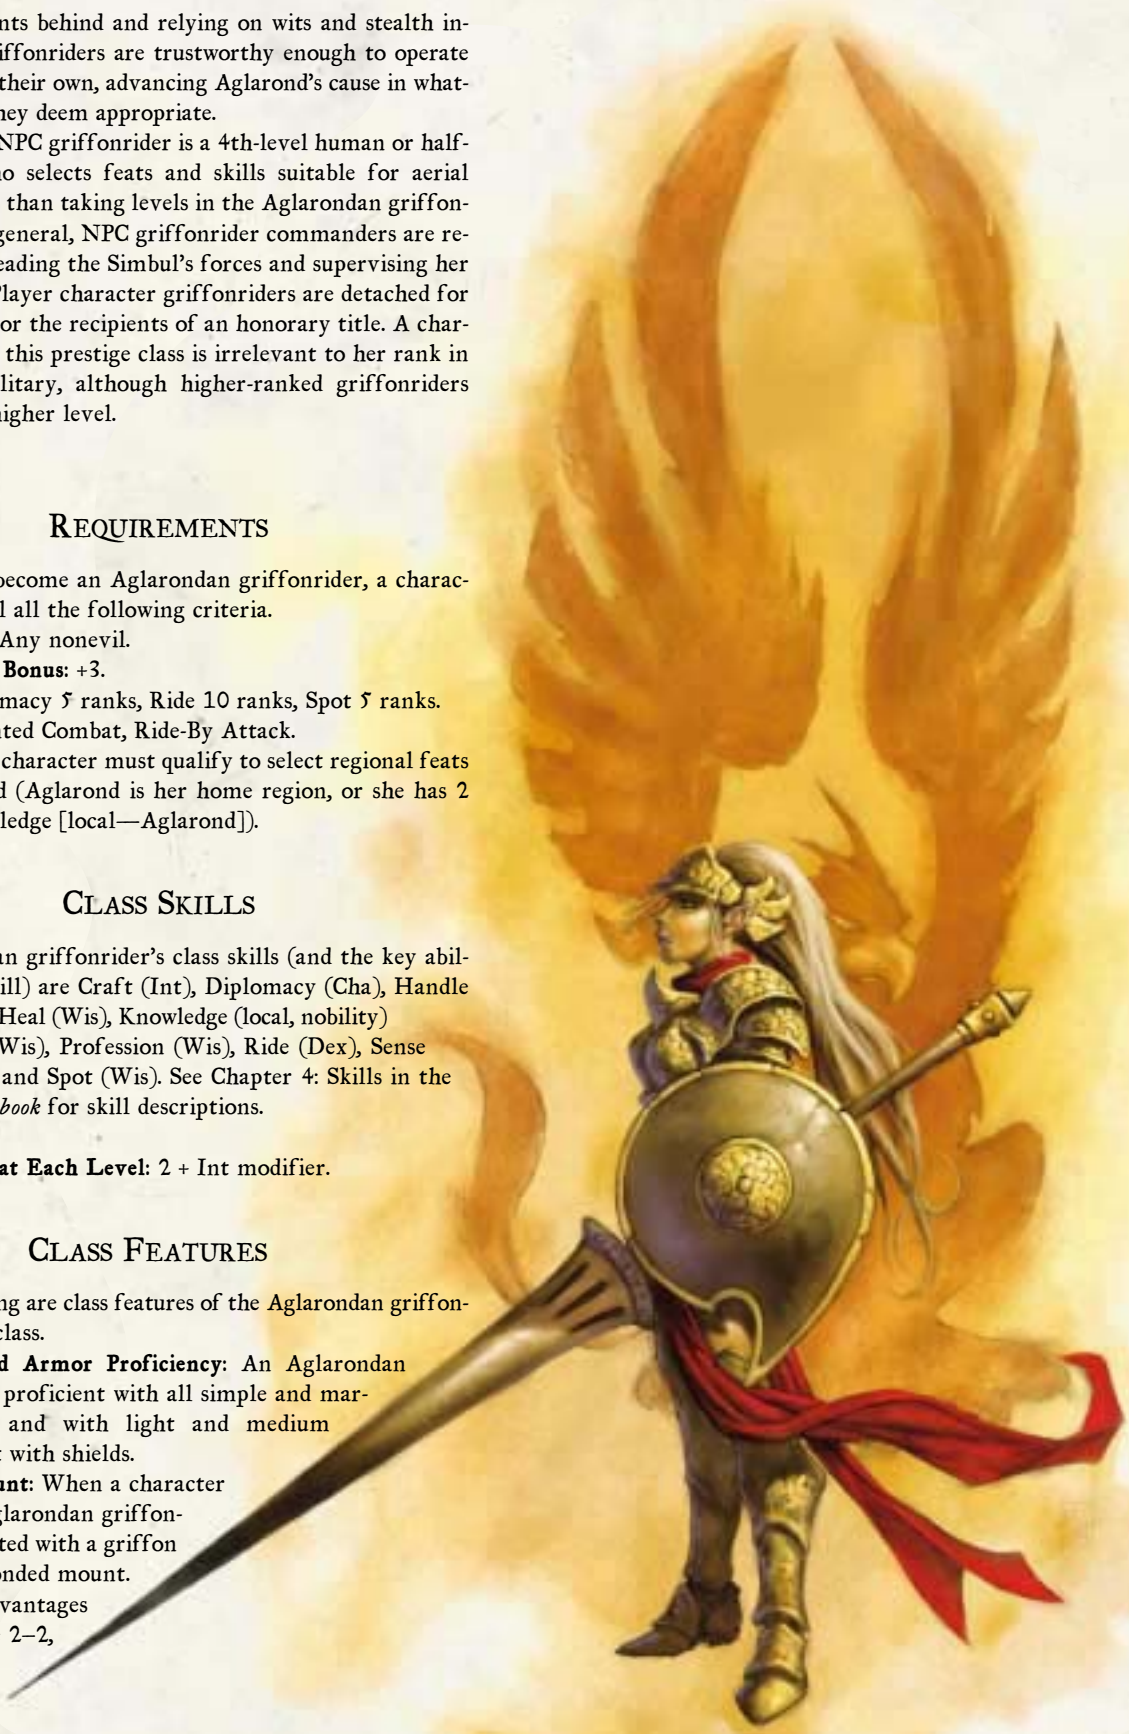 nts behind and relying on wits and stealth in-
iffonriders are trustworthy enough to operate
their own, advancing Aglarond's cause in what-
hey deem appropriate.
NPC griffonrider is a 4th-level human or half-
no selects feats and skills suitable for aerial
than taking levels in the Aglarondan griffon-
general, NPC griffonrider commanders are re-
eading the Simbul's forces and supervising her
Player character griffonriders are detached for
or the recipients of an honorary title. A char-
this prestige class is irrelevant to her rank in
litary, although higher-ranked griffonriders
higher level.
REQUIREMENTS
become an Aglarondan griffonrider, a charac-
l all the following criteria.
Any nonevil.
Bonus: +3.
macy 5 ranks, Ride 10 ranks, Spot 5 ranks.
nted Combat, Ride-By Attack.
character must qualify to select regional feats
d (Aglarond is her home region, or she has 2
ledge [local—Aglarond]).
CLASS SKILLS
an griffonrider's class skills (and the key abil-
ill) are Craft (Int), Diplomacy (Cha), Handle
Heal (Wis), Knowledge (local, nobility)
Wis), Profession (Wis), Ride (Dex), Sense
and Spot (Wis). See Chapter 4: Skills in the
book for skill descriptions.
at Each Level: 2 + Int modifier.
CLASS FEATURES
ng are class features of the Aglarondan griffon-
class.
d Armor Proficiency: An Aglarondan
proficient with all simple and mar-
and with light and medium
t with shields.
unt: When a character
glarondan griffon-
ted with a griffon
onded mount.
vantages
2–2,